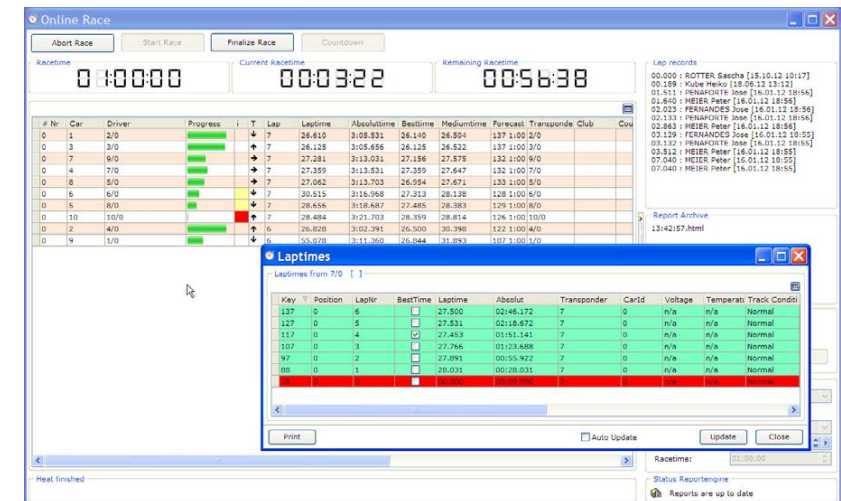 Online Race
Abort Race Start Race Finalize Race Countdown
Racetime Current Racetime Remaining Racetime Lap records
01:00:00 00:03:22 00:56:38
00.000 : ROTTER Sascha [15.10.12 10:17]
00.189 : Kube Heiko [18.06.12 13:12]
01.511 : PENAFORTE Jose [16.01.12 18:56]
01.640 : MEIER Peter [16.01.12 18:56]
02.023 : FERNANDES Jose [16.01.12 18:56]
02.133 : PENAFORTE Jose [16.01.12 18:56]
02.863 : MEIER Peter [16.01.12 18:56]
03.129 : FERNANDES Jose [16.01.12 18:55]
03.132 : PENAFORTE Jose [16.01.12 18:55]
03.512 : MEIER Peter [16.01.12 18:55]
07.040 : MEIER Peter [16.01.12 18:55]
07.040 : MEIER Peter [16.01.12 18:55]
# Nr Car Driver Progress i T Lap Laptime Absoluttime Besttime Mediumtime Forecast Transponde Club Cou
0 1 2/0 7 26.610 3:05.531 26.140 26.504 137 1:00 2/0
0 3 3/0 7 26.125 3:05.656 26.125 26.522 137 1:00 3/0
0 7 9/0 7 27.281 3:13.031 27.156 27.575 132 1:00 9/0
0 4 7/0 7 27.359 3:13.531 27.359 27.647 132 1:00 7/0
0 8 5/0 7 27.062 3:13.703 26.954 27.671 133 1:00 5/0
0 6 6/0 7 30.515 3:16.968 27.313 28.138 128 1:00 6/0
0 5 8/0 7 28.656 3:18.687 27.485 28.383 129 1:00 8/0
0 10 10/0 7 28.484 3:21.703 28.359 28.814 126 1:00 10/0
0 2 4/0 6 26.828 3:02.391 26.500 30.398 122 1:00 4/0
0 9 1/0 6 55.078 3:11.360 26.844 31.893 107 1:00 1/0
Report Archive
13:42:57.html
Laptimes
Laptimes from 7/0 [ ]
Key Position LapNr BestTime Laptime Absolut Transponder CarId Voltage Temperatu Track Conditi
137 0 6 27.500 02:46.172 7 0 n/a n/a Normal
127 0 5 27.531 02:18.672 7 0 n/a n/a Normal
117 0 4 27.453 01:51.141 7 0 n/a n/a Normal
107 0 3 27.766 01:23.688 7 0 n/a n/a Normal
97 0 2 27.891 00:55.922 7 0 n/a n/a Normal
88 0 1 28.031 00:28.031 7 0 n/a n/a Normal
78 0 0 00.000 00:00.000 7 0 n/a n/a Normal
Print Auto Update Update Close
Racetime: 01:00:00
Heat finished
Status Reportengine
Reports are up to date